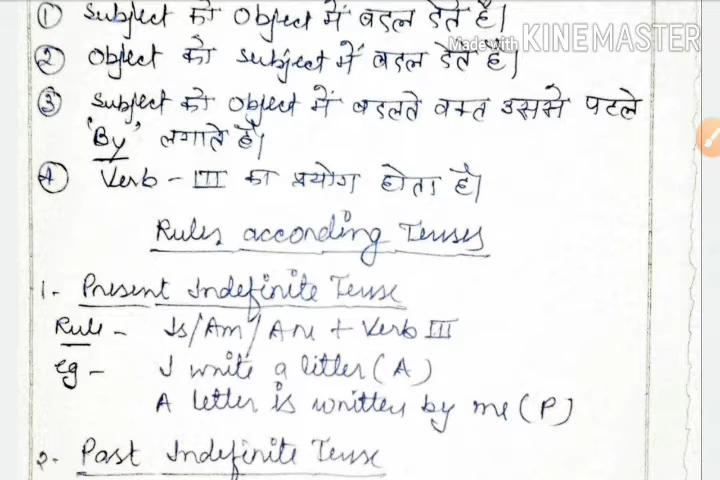 ① Subject को Object में बदल देते हैं।
Made with KINEMASTER
② Object को subject में बदल देते हैं।
③ Subject को Object में बदलते वक्त उससे पहले
'By' लगाते है।
④ Verb - III का प्रयोग होता है।
Rules according Tenses
1- Present Indefinite Tense
Rule - Is/Am/Are + Verb III
eg - I write a letter (A)
A letter is written by me (P)
2- Past Indefinite Tense